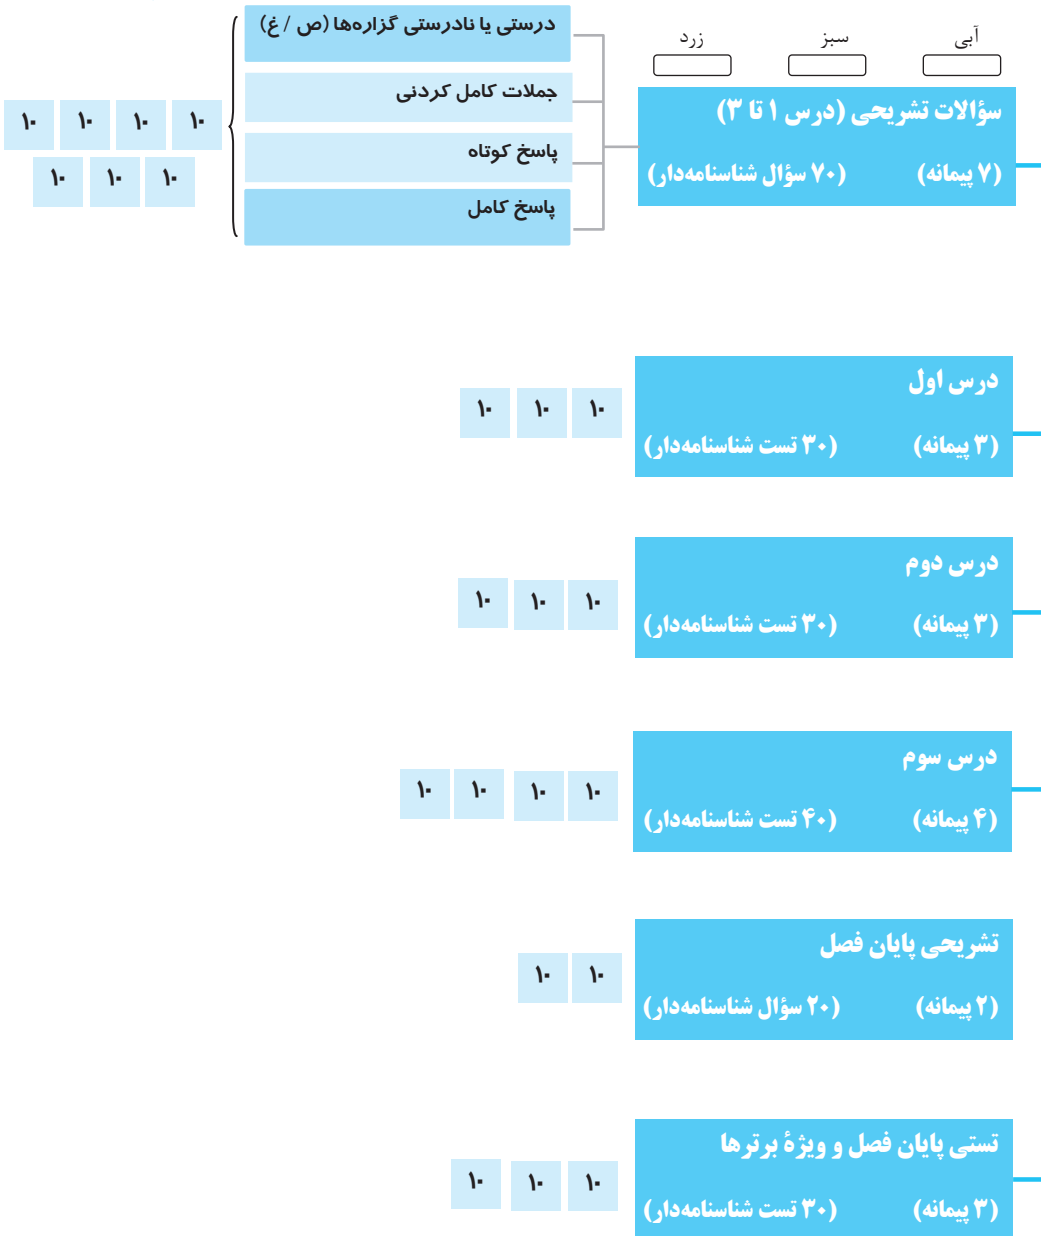 آبی سبز زرد
سؤالات تشریحی (درس ۱ تا ۳)
(۷ پیمانه) (۷۰ سؤال شناسنامه‌دار)
درستی یا نادرستی گزاره‌ها (ص / غ)
جملات کامل کردنی
پاسخ کوتاه
پاسخ کامل
۱۰ ۱۰ ۱۰ ۱۰
۱۰ ۱۰ ۱۰
درس اول
(۳ پیمانه) (۳۰ تست شناسنامه‌دار)
۱۰ ۱۰ ۱۰
درس دوم
(۳ پیمانه) (۳۰ تست شناسنامه‌دار)
۱۰ ۱۰ ۱۰
درس سوم
(۴ پیمانه) (۴۰ تست شناسنامه‌دار)
۱۰ ۱۰ ۱۰ ۱۰
تشریحی پایان فصل
(۲ پیمانه) (۲۰ سؤال شناسنامه‌دار)
۱۰ ۱۰
تستی پایان فصل و ویژهٔ برترها
(۳ پیمانه) (۳۰ تست شناسنامه‌دار)
۱۰ ۱۰ ۱۰